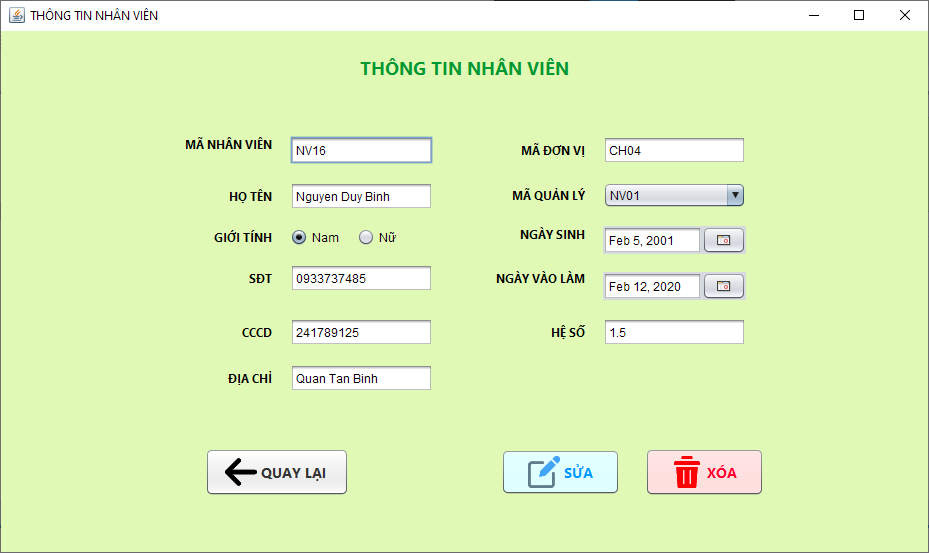 THÔNG TIN NHÂN VIÊN
THÔNG TIN NHÂN VIÊN
MÃ NHÂN VIÊN NV16 MÃ ĐƠN VỊ CH04
HỌ TÊN Nguyen Duy Binh MÃ QUẢN LÝ NV01
GIỚI TÍNH Nam Nữ NGÀY SINH Feb 5, 2001
SĐT 0933737485 NGÀY VÀO LÀM Feb 12, 2020
CCCD 241789125 HỆ SỐ 1.5
ĐỊA CHỈ Quan Tan Binh
QUAY LẠI SỬA XÓA